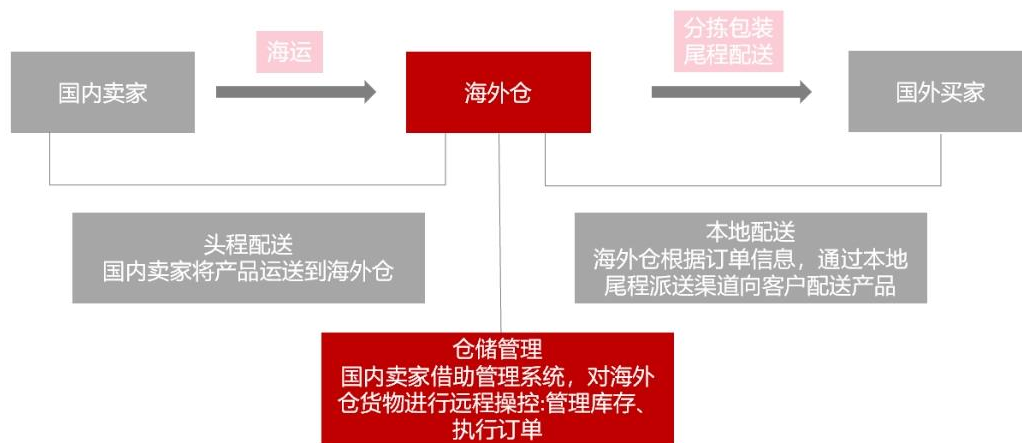 海运
分拣包装
尾程配送
国内卖家
海外仓
国外买家
头程配送
国内卖家将产品运送到海外仓
本地配送
海外仓根据订单信息，通过本地
尾程派送渠道向客户配送产品
仓储管理
国内卖家借助管理系统，对海外
仓货物进行远程操控:管理库存、
执行订单